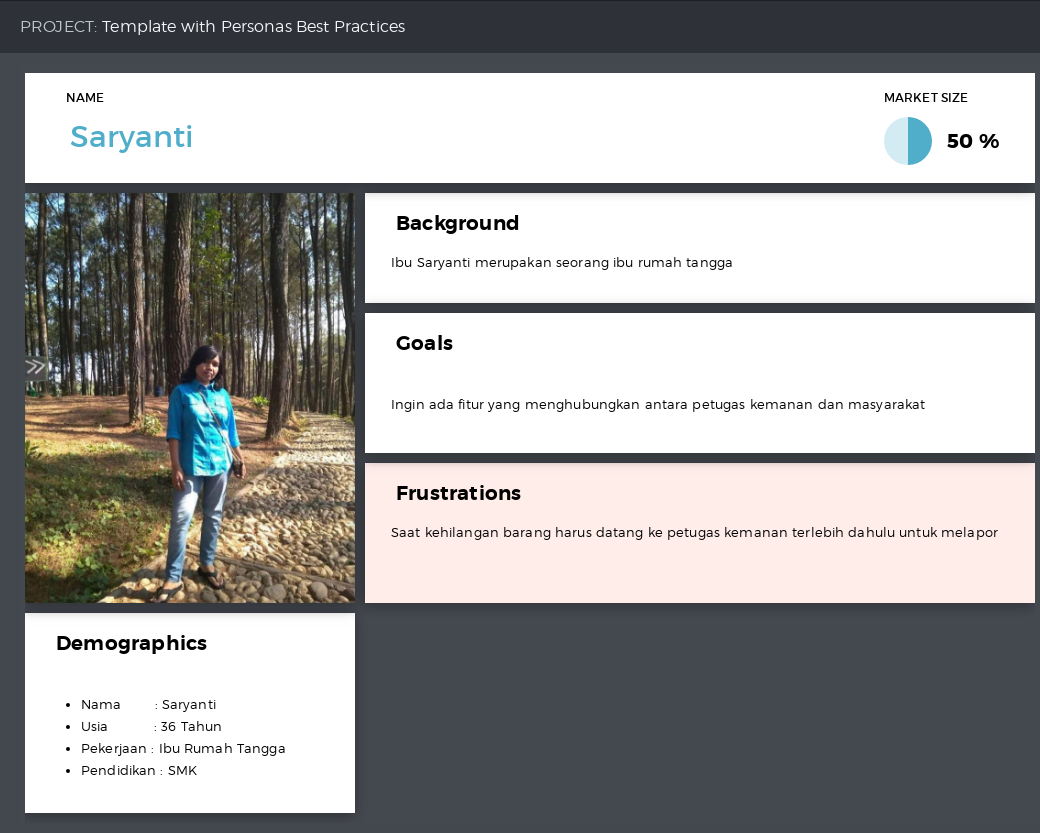 PROJECT: Template with Personas Best Practices
NAME
MARKET SIZE
Saryanti
50 %
Background
Ibu Saryanti merupakan seorang ibu rumah tangga
Goals
Ingin ada fitur yang menghubungkan antara petugas kemanan dan masyarakat
Frustrations
Saat kehilangan barang harus datang ke petugas kemanan terlebih dahulu untuk melapor
Demographics
• Nama : Saryanti
• Usia : 36 Tahun
• Pekerjaan : Ibu Rumah Tangga
• Pendidikan : SMK